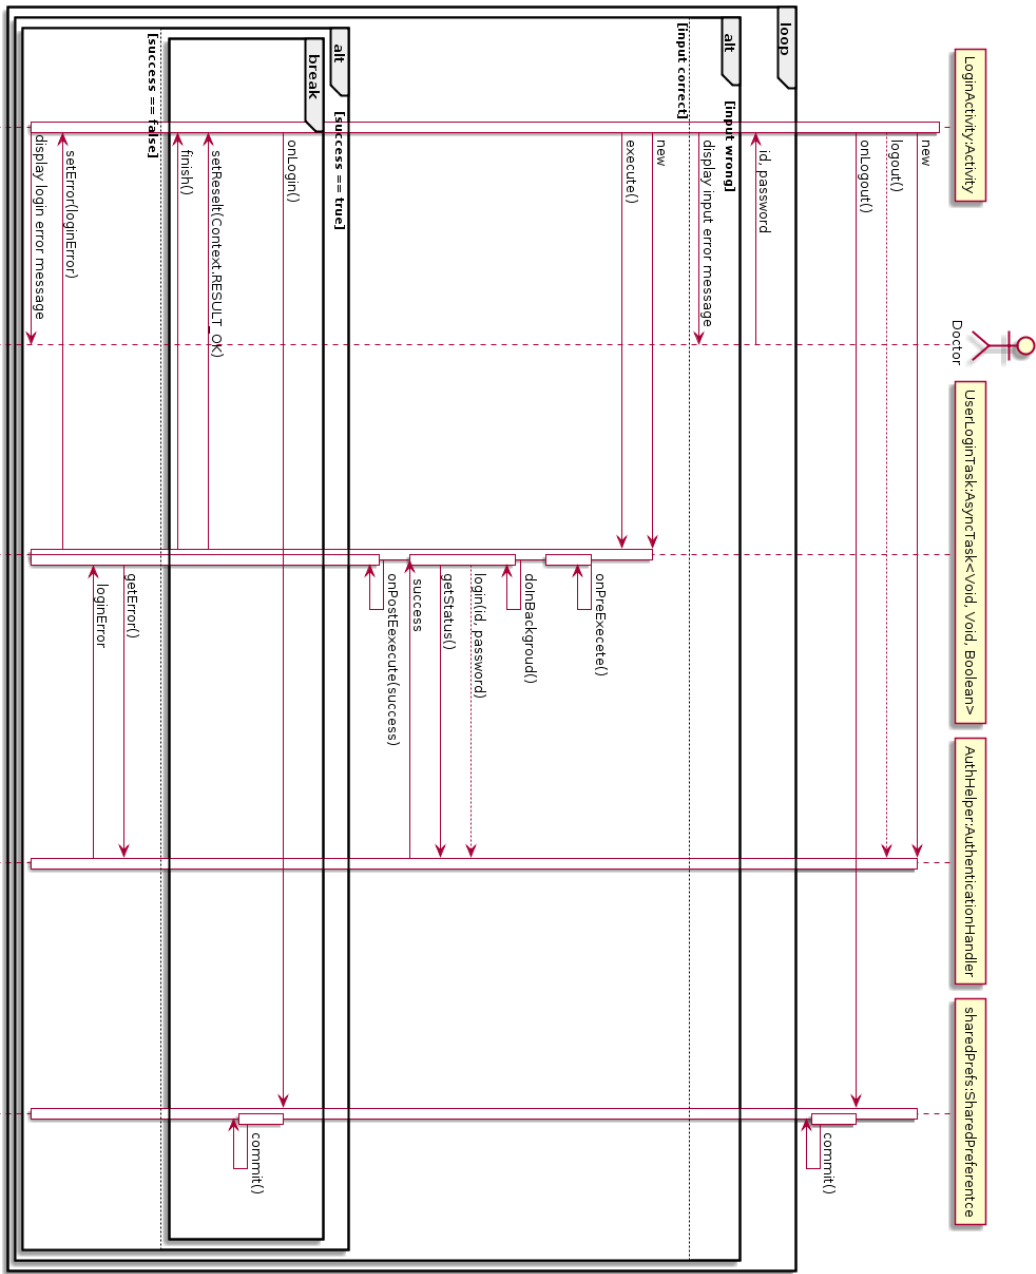 LoginActivity:Activity
Doctor
UserLoginTask:AsyncTask<Void, Void, Boolean>
AuthHelper:AuthenticationHandler
sharedPrefs:SharedPreferentce
new
logout()
onLogout()
commit()
loop
id, password
alt
[input wrong]
display input error message
[input correct]
new
execute()
onPreExecete()
doInBackgroud()
login(id, password)
getStatus()
success
onPostEexecute(success)
alt
[success == true]
break
onLogin()
commit()
setReselt(Context.RESULT_OK)
finish()
[success == false]
getError()
loginError
setError(loginError)
display login error message